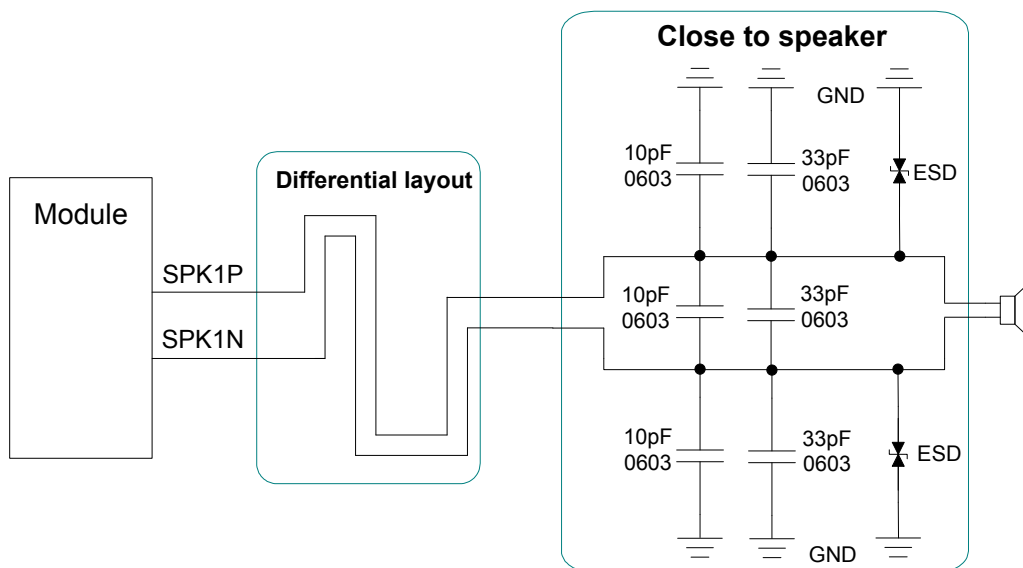 Close to speaker
GND
10pF
0603
33pF
0603
ESD
Differential layout
Module
SPK1P
SPK1N
10pF
0603
33pF
0603
10pF
0603
33pF
0603
ESD
GND